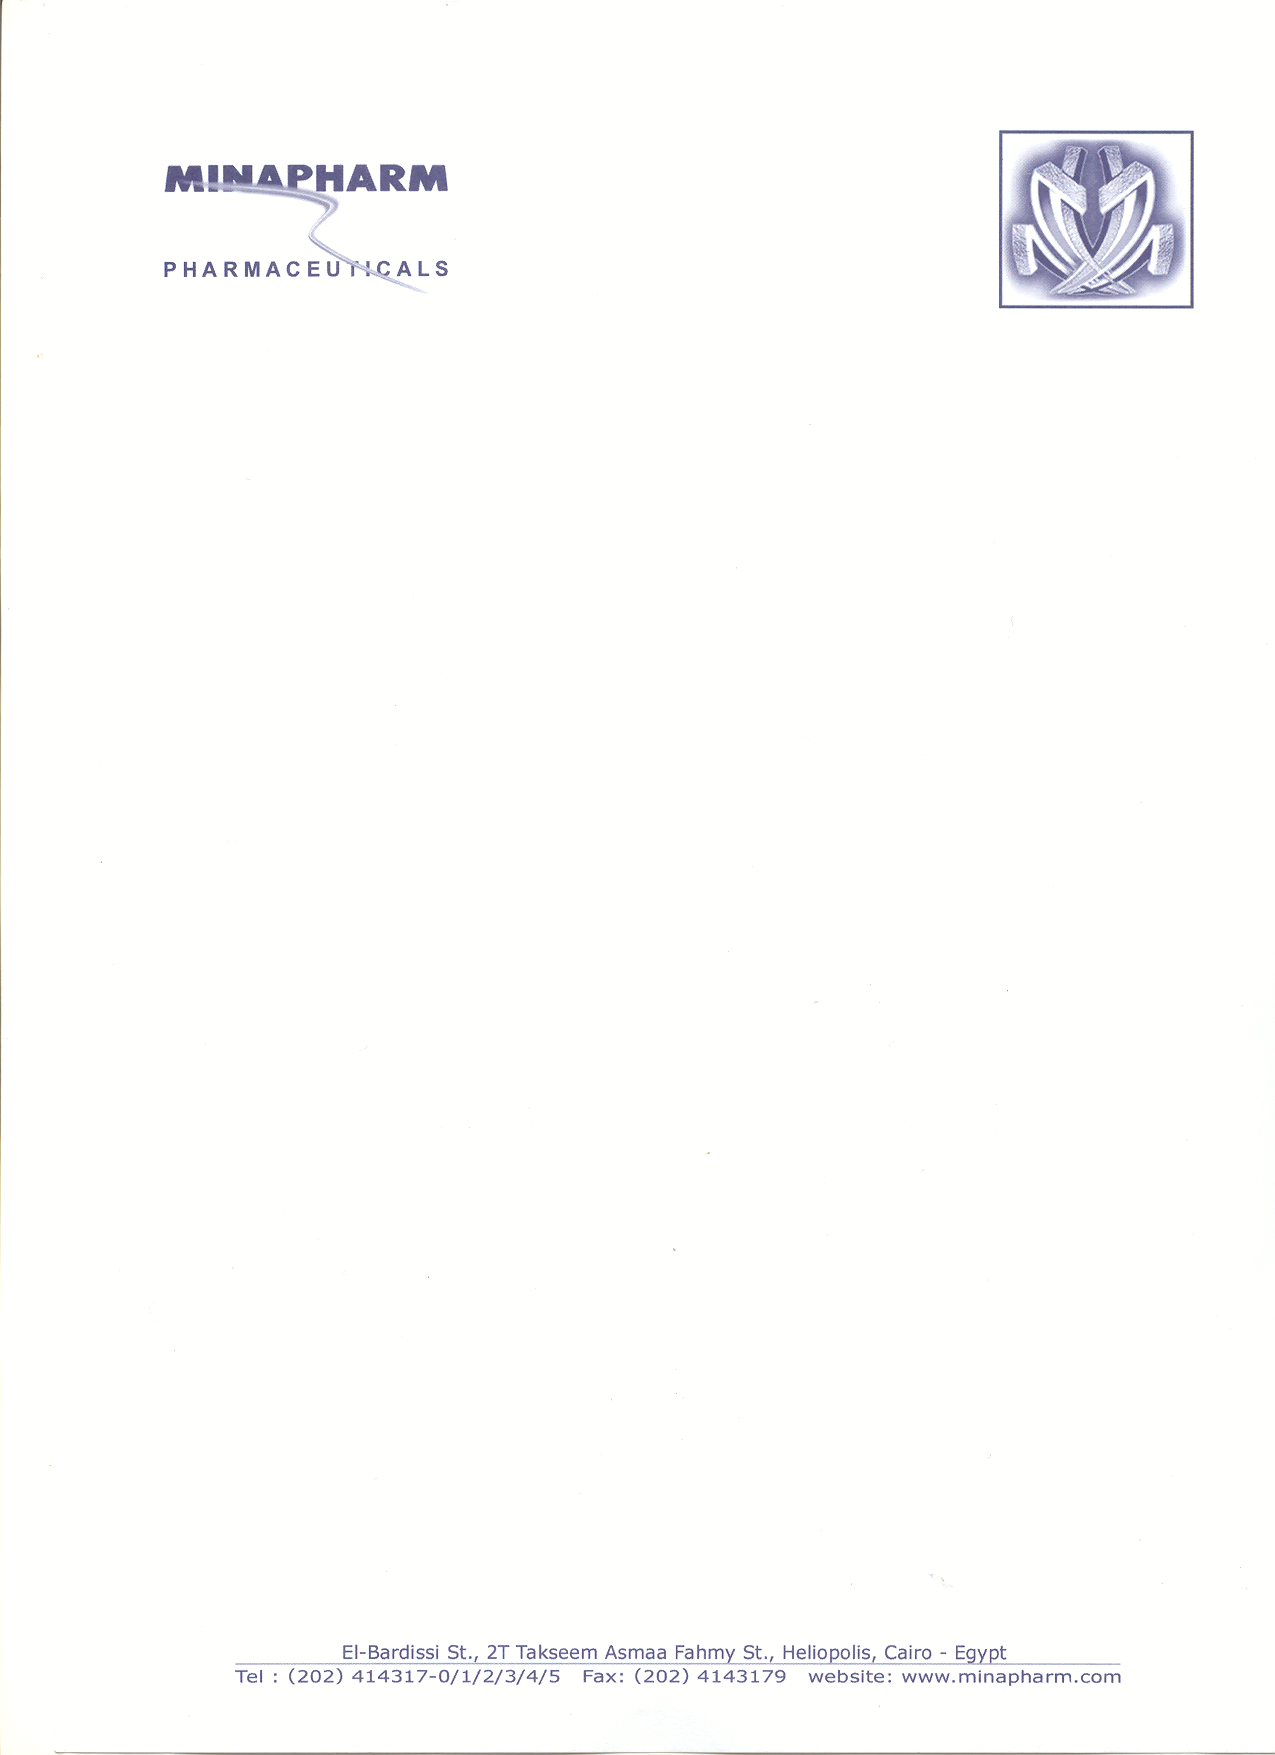 MINAPHARM
PHARMACEUTICALS
El-Bardissi St., 2T Takseem Asmaa Fahmy St., Heliopolis, Cairo - Egypt
Tel : (202) 414317-0/1/2/3/4/5 Fax: (202) 4143179 website: www.minapharm.com